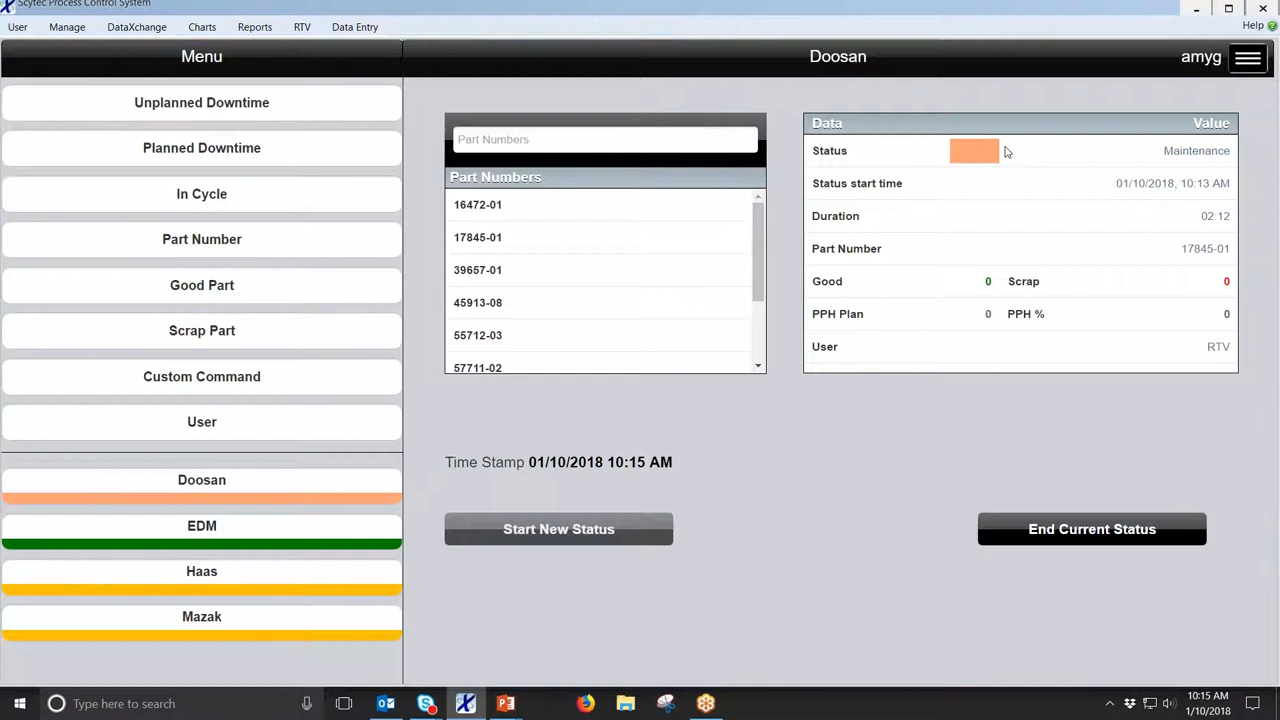 Scytec Process Control System
User Manage DataXchange Charts Reports RTV Data Entry Help
Menu
Doosan
amyg
Unplanned Downtime
Planned Downtime
In Cycle
Part Number
Good Part
Scrap Part
Custom Command
User
Doosan
EDM
Haas
Mazak
Part Numbers
Part Numbers
16472-01
17845-01
39657-01
45913-08
55712-03
57711-02
Data Value
Status Maintenance
Status start time 01/10/2018, 10:13 AM
Duration 02:12
Part Number 17845-01
Good 0 Scrap 0
PPH Plan 0 PPH % 0
User RTV
Time Stamp 01/10/2018 10:15 AM
Start New Status
End Current Status
Type here to search
10:15 AM
1/10/2018